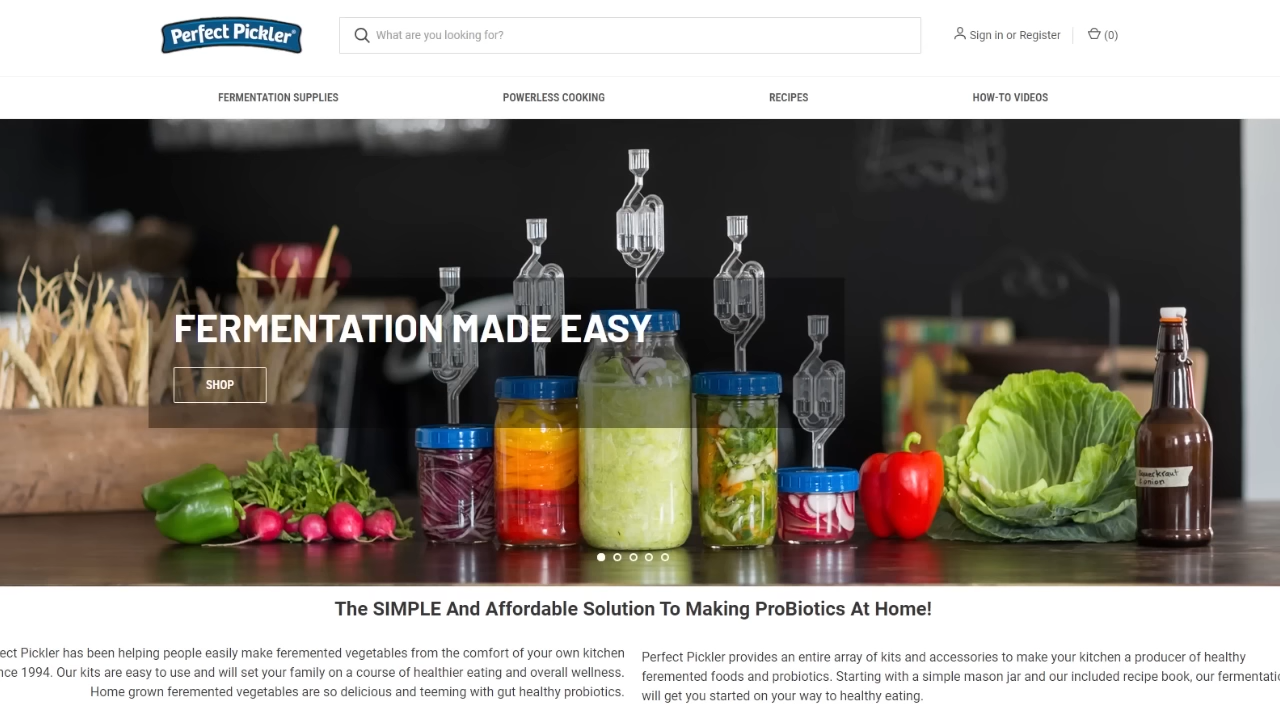 Perfect Pickler®
What are you looking for?
Sign in or Register
(0)
FERMENTATION SUPPLIES
POWERLESS COOKING
RECIPES
HOW-TO VIDEOS
FERMENTATION MADE EASY
SHOP
The SIMPLE And Affordable Solution To Making ProBiotics At Home!
Pickler has been helping people easily make feremented vegetables from the comfort of your own kitchen
1994. Our kits are easy to use and will set your family on a course of healthier eating and overall wellness.
Home grown feremented vegetables are so delicious and teeming with gut healthy probiotics.
Perfect Pickler provides an entire array of kits and accessories to make your kitchen a producer of healthy
feremented foods and probiotics. Starting with a simple mason jar and our included recipe book, our
will get you started on your way to healthy eating.